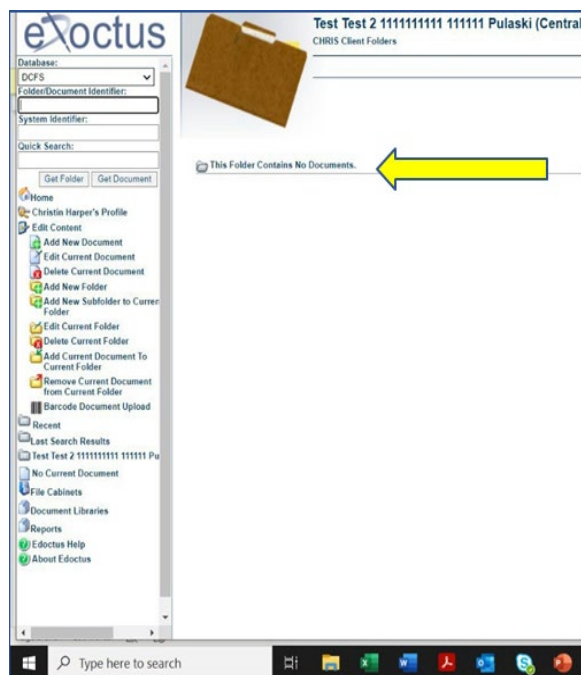 eXoctus
Database:
DCFS
Folder/Document Identifier:
System Identifier:
Quick Search:
Get Folder Get Document
Home
Christin Harper's Profile
Edit Content
Add New Document
Edit Current Document
Delete Current Document
Add New Folder
Add New Subfolder to Curren
Folder
Edit Current Folder
Delete Current Folder
Add Current Document To
Current Folder
Remove Current Document
from Current Folder
Barcode Document Upload
Recent
Last Search Results
Test Test 2 1111111111 111111 Pu
No Current Document
File Cabinets
Document Libraries
Reports
Edoctus Help
About Edoctus
Test Test 2 1111111111 111111 Pulaski (Central
CHRIS Client Folders
This Folder Contains No Documents.
Type here to search